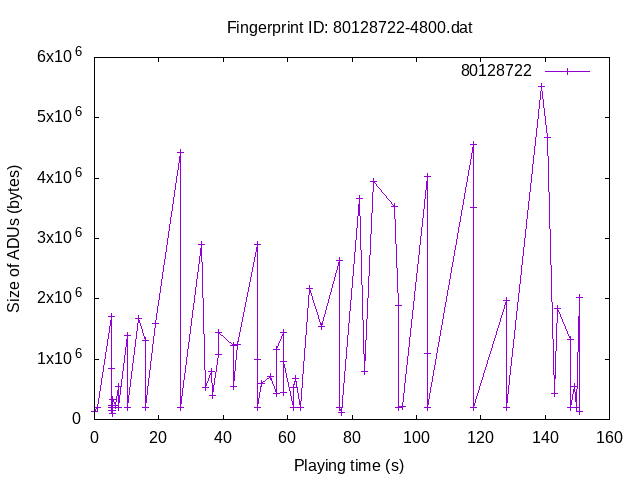 Fingerprint ID: 80128722-4800.dat
6x10^6
80128722
5x10^6
4x10^6
3x10^6
2x10^6
1x10^6
0
Size of ADUs (bytes)
0 20 40 60 80 100 120 140 160
Playing time (s)